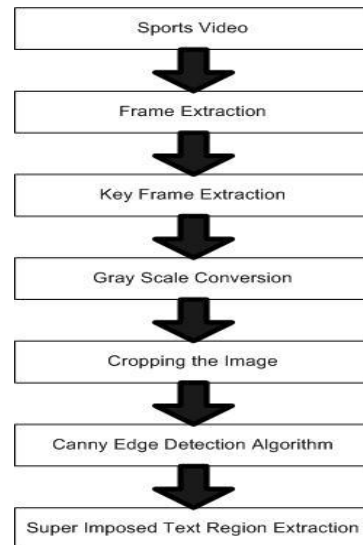 Sports Video
Frame Extraction
Key Frame Extraction
Gray Scale Conversion
Cropping the Image
Canny Edge Detection Algorithm
Super Imposed Text Region Extraction